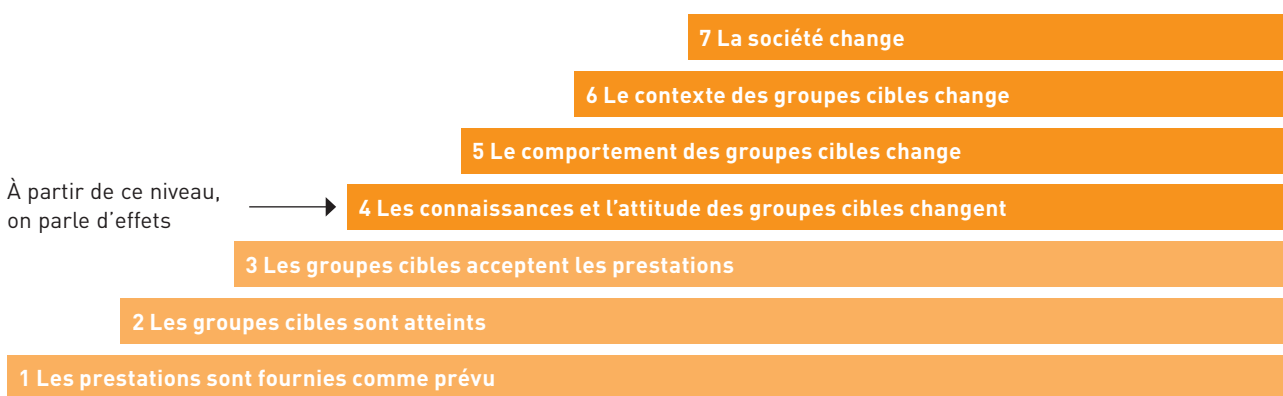 7 La société change
6 Le contexte des groupes cibles change
5 Le comportement des groupes cibles change
À partir de ce niveau,
on parle d’effets
4 Les connaissances et l’attitude des groupes cibles changent
3 Les groupes cibles acceptent les prestations
2 Les groupes cibles sont atteints
1 Les prestations sont fournies comme prévu